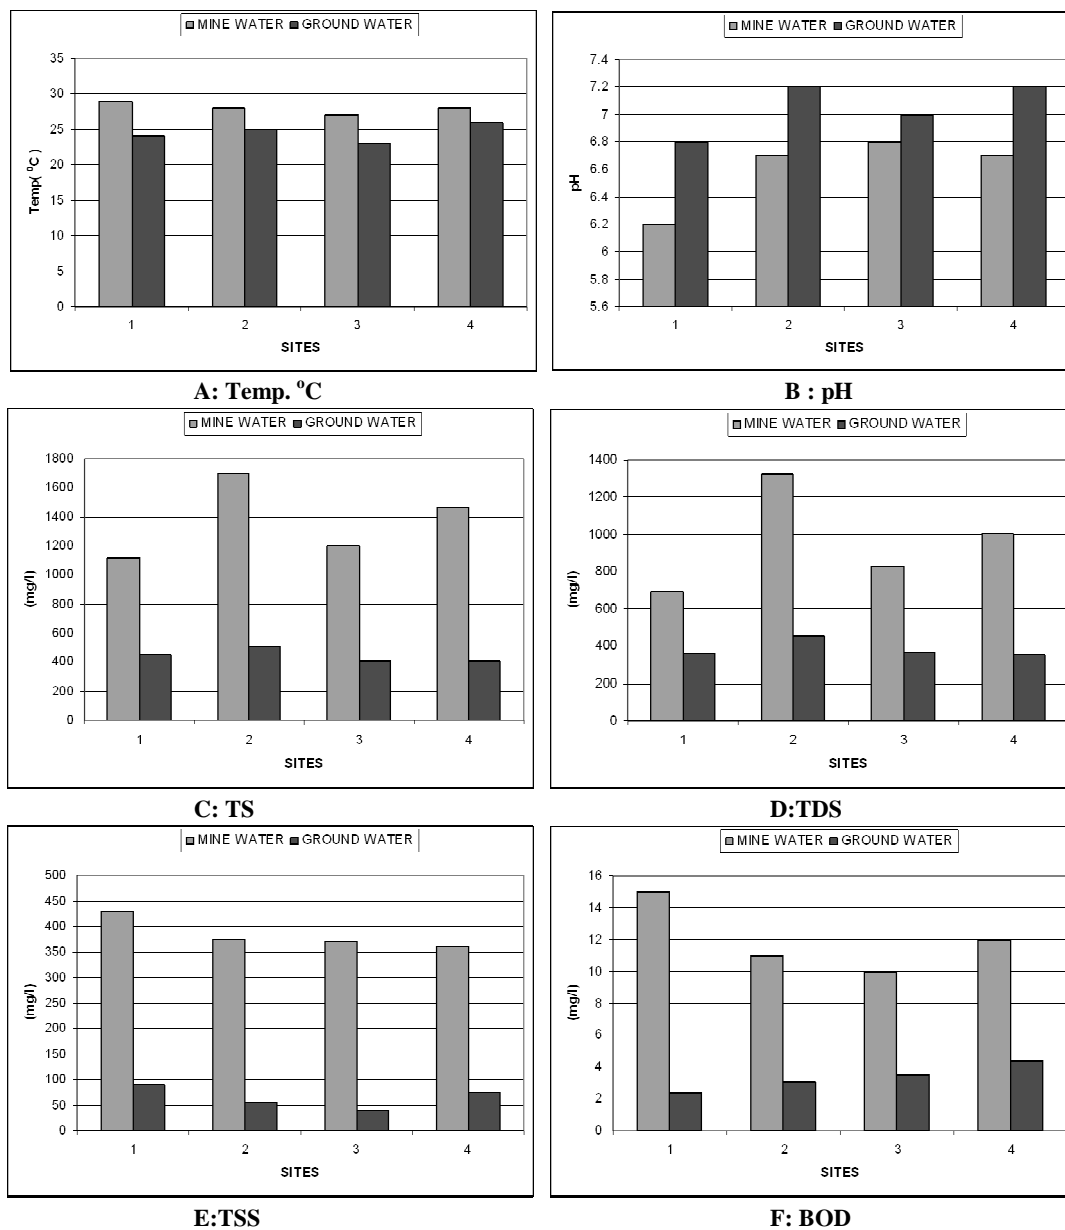 MINE WATER GROUND WATER
35
30
25
20
15
10
5
0
Temp( ⁰C )
1 2 3 4
SITES
A: Temp. ⁰C
MINE WATER GROUND WATER
7.4
7.2
7
6.8
6.6
6.4
6.2
6
5.8
5.6
pH
1 2 3 4
SITES
B : pH
MINE WATER GROUND WATER
1800
1600
1400
1200
1000
800
600
400
200
0
(mg/l)
1 2 3 4
SITES
C: TS
MINE WATER GROUND WATER
1400
1200
1000
800
600
400
200
0
(mg/l)
1 2 3 4
SITES
D:TDS
MINE WATER GROUND WATER
500
450
400
350
300
250
200
150
100
50
0
(mg/l)
1 2 3 4
SITES
E:TSS
MINE WATER GROUND WATER
16
14
12
10
8
6
4
2
0
(mg/l)
1 2 3 4
SITES
F: BOD